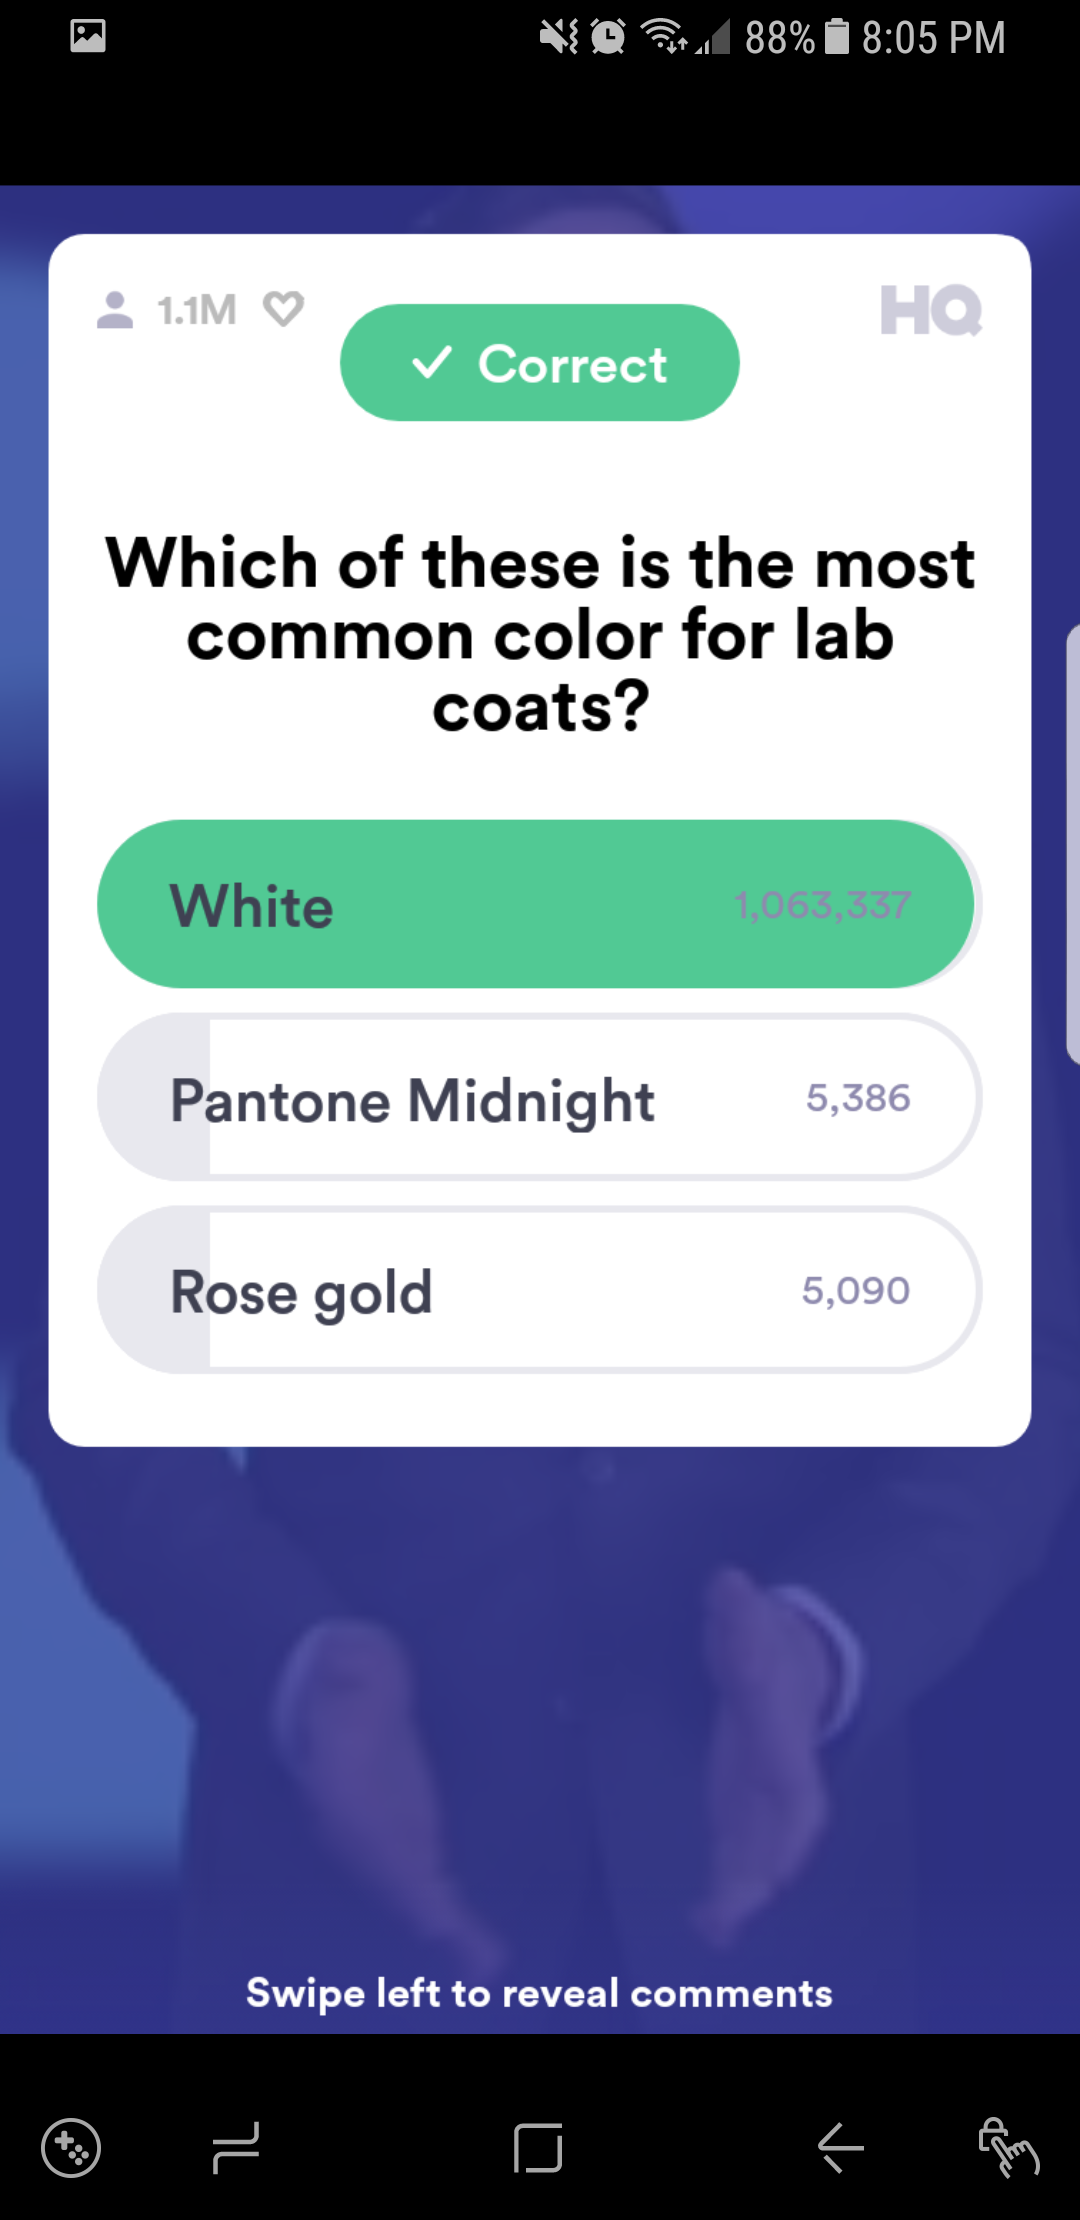 88% 8:05 PM
1.1M
HQ
Correct
Which of these is the most
common color for lab
coats?
White 1,063,337
Pantone Midnight 5,386
Rose gold 5,090
Swipe left to reveal comments